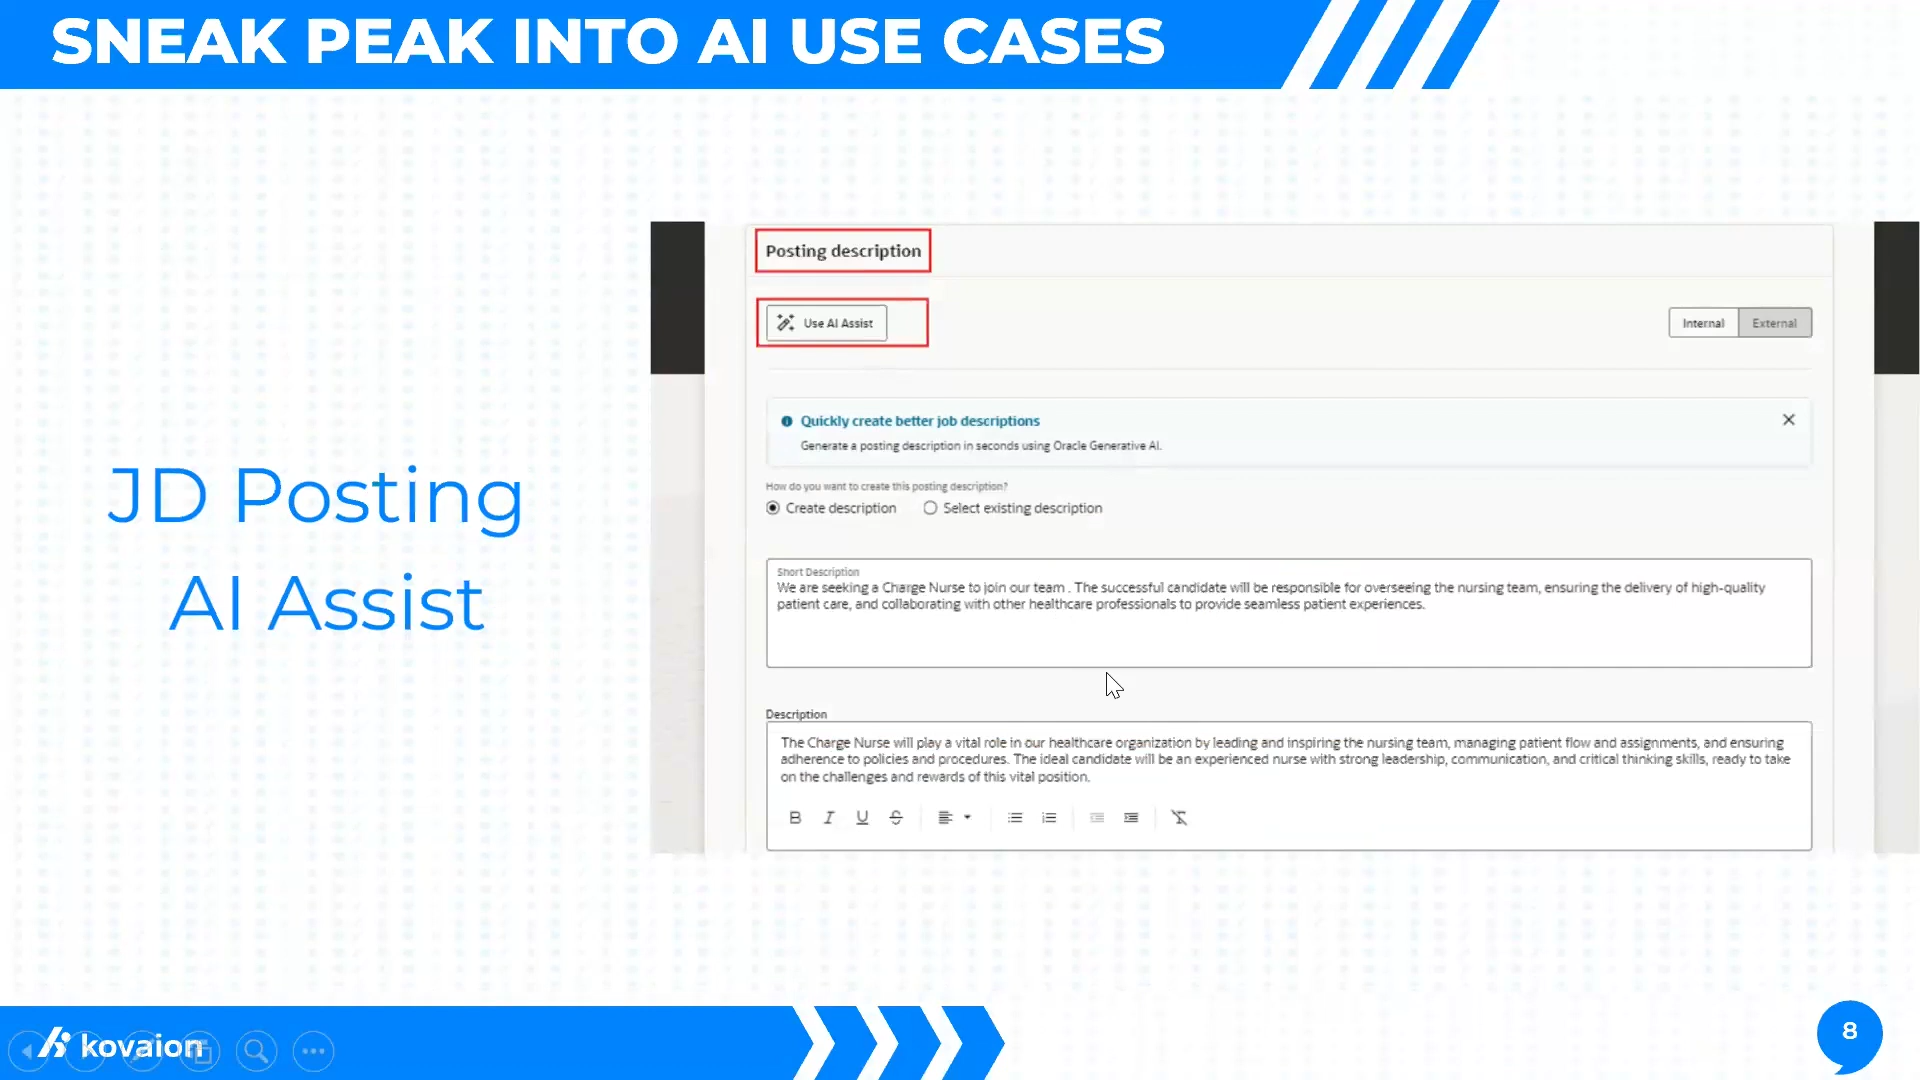 SNEAK PEAK INTO AI USE CASES
JD Posting
AI Assist
Posting description
Use AI Assist
Internal
External
Quickly create better job descriptions
Generate a posting description in seconds using Oracle Generative AI.
How do you want to create this posting description?
Create description
Select existing description
Short Description
We are seeking a Charge Nurse to join our team . The successful candidate will be responsible for overseeing the nursing team, ensuring the delivery of high-quality
patient care, and collaborating with other healthcare professionals to provide seamless patient experiences.
Description
The Charge Nurse will play a vital role in our healthcare organization by leading and inspiring the nursing team, managing patient flow and assignments, and ensuring
adherence to policies and procedures. The ideal candidate will be an experienced nurse with strong leadership, communication, and critical thinking skills, ready to take
on the challenges and rewards of this vital position.
B I U S
kovaion
8